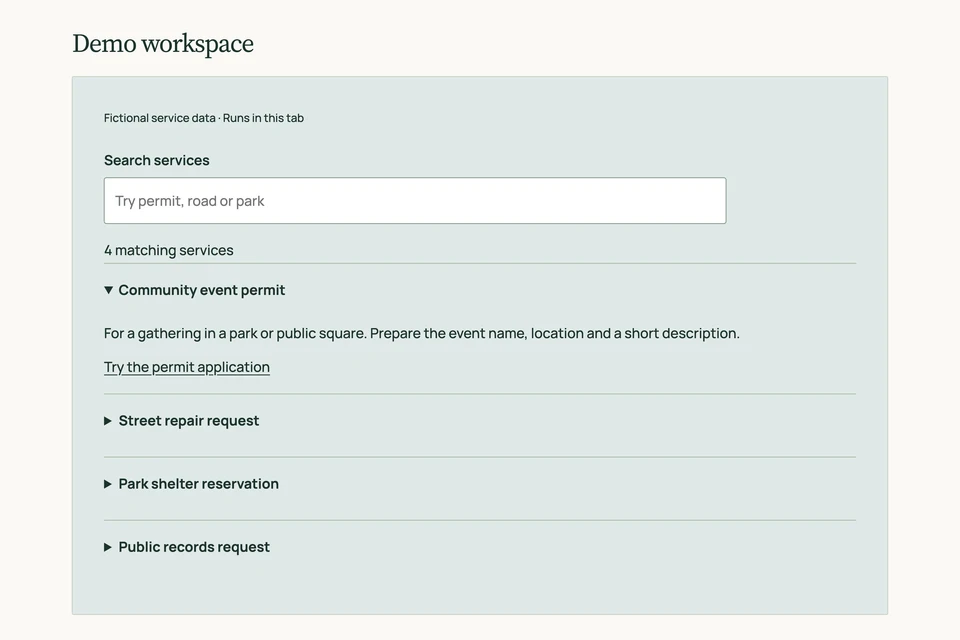 Demo workspace
Fictional service data · Runs in this tab
Search services
Try permit, road or park
4 matching services
Community event permit
For a gathering in a park or public square. Prepare the event name, location and a short description.
Try the permit application
Street repair request
Park shelter reservation
Public records request